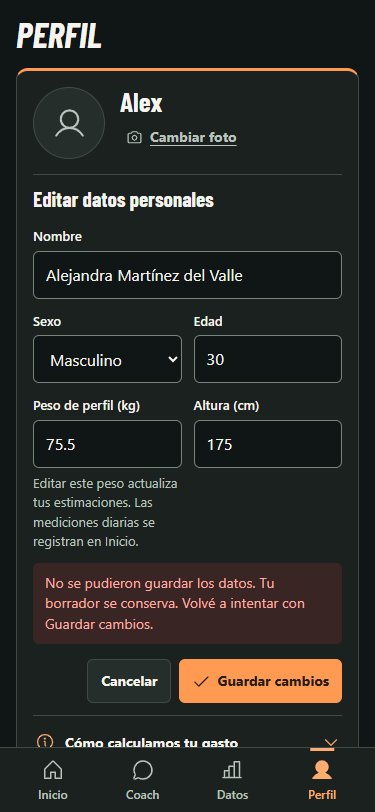 PERFIL
Alex
Cambiar foto
Editar datos personales
Nombre
Alejandra Martínez del Valle
Sexo Edad
Masculino 30
Peso de perfil (kg) Altura (cm)
75.5 175
Editar este peso actualiza
tus estimaciones. Las
mediciones diarias se
registran en Inicio.
No se pudieron guardar los datos. Tu
borrador se conserva. Volvé a intentar con
Guardar cambios.
Cancelar Guardar cambios
Cómo calculamos tu gasto
Inicio Coach Datos Perfil